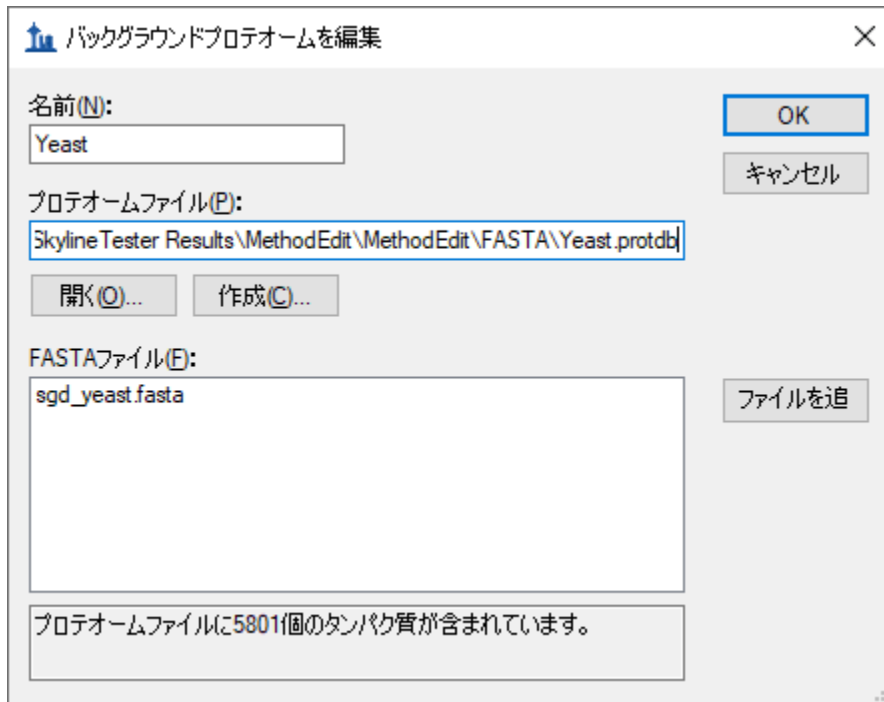 バックグラウンドプロテオームを編集
名前(N):
Yeast
OK
キャンセル
プロテオームファイル(P):
SkylineTester Results\MethodEdit\MethodEdit\FASTA\Yeast.protdb
開く(O)...
作成(C)...
FASTAファイル(F):
sgd_yeast.fasta
ファイルを追
プロテオームファイルに5801個のタンパク質が含まれています。